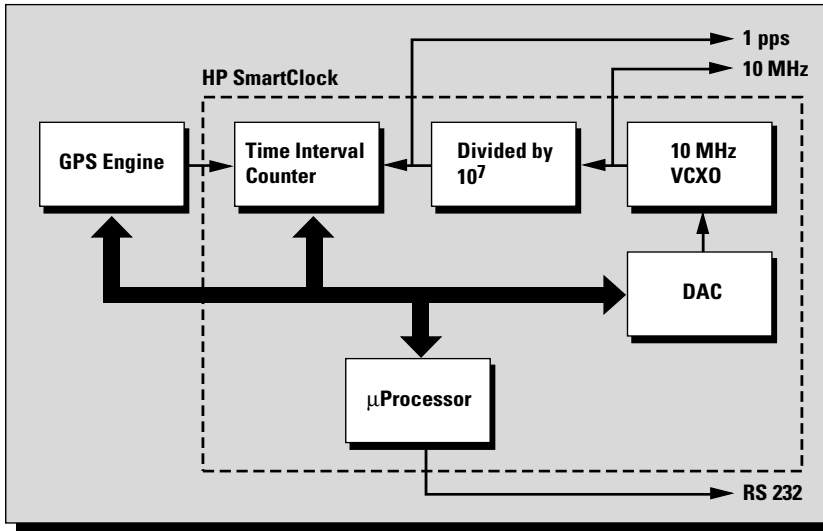 1 pps
10 MHz
HP SmartClock
GPS Engine
Time Interval
Counter
Divided by
10⁷
10 MHz
VCXO
DAC
µProcessor
RS 232